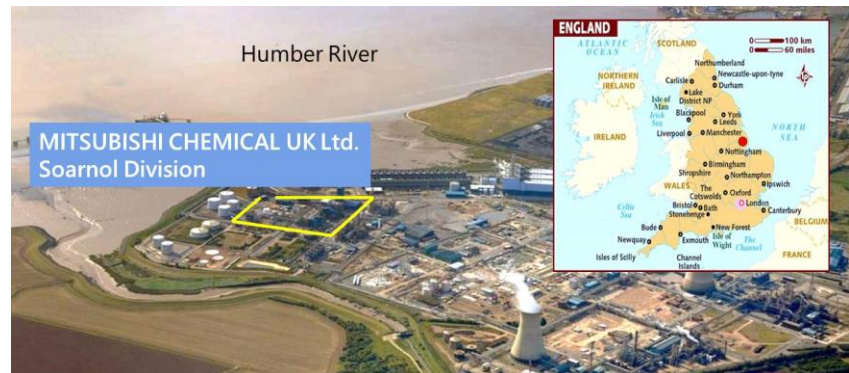 Humber River
MITSUBISHI CHEMICAL UK Ltd.
Soarnol Division
ENGLAND
0 100 km
0 60 miles
ATLANTIC
OCEAN
SCOTLAND
Northumberland
NORTHERN
IRELAND
Carlisle
Newcastle-upon-tyne
Durham
Lake
District NP
Isle of
Man
Irish
Sea
Blackpool
York
Leeds
Liverpool
Manchester
NORTH
SEA
IRELAND
Nottingham
Birmingham
Shropshire
Northampton
WALES
The
Cotswolds
Oxford
Ipswich
Celtic
Sea
Bristol
Bath
London
Stonehenge
Canterbury
BELGIUM
Bude
New Forest
Newquay
Exmouth
Isle of
Wight
The
Channel
FRANCE
Isles of Scilly
Channel
Islands